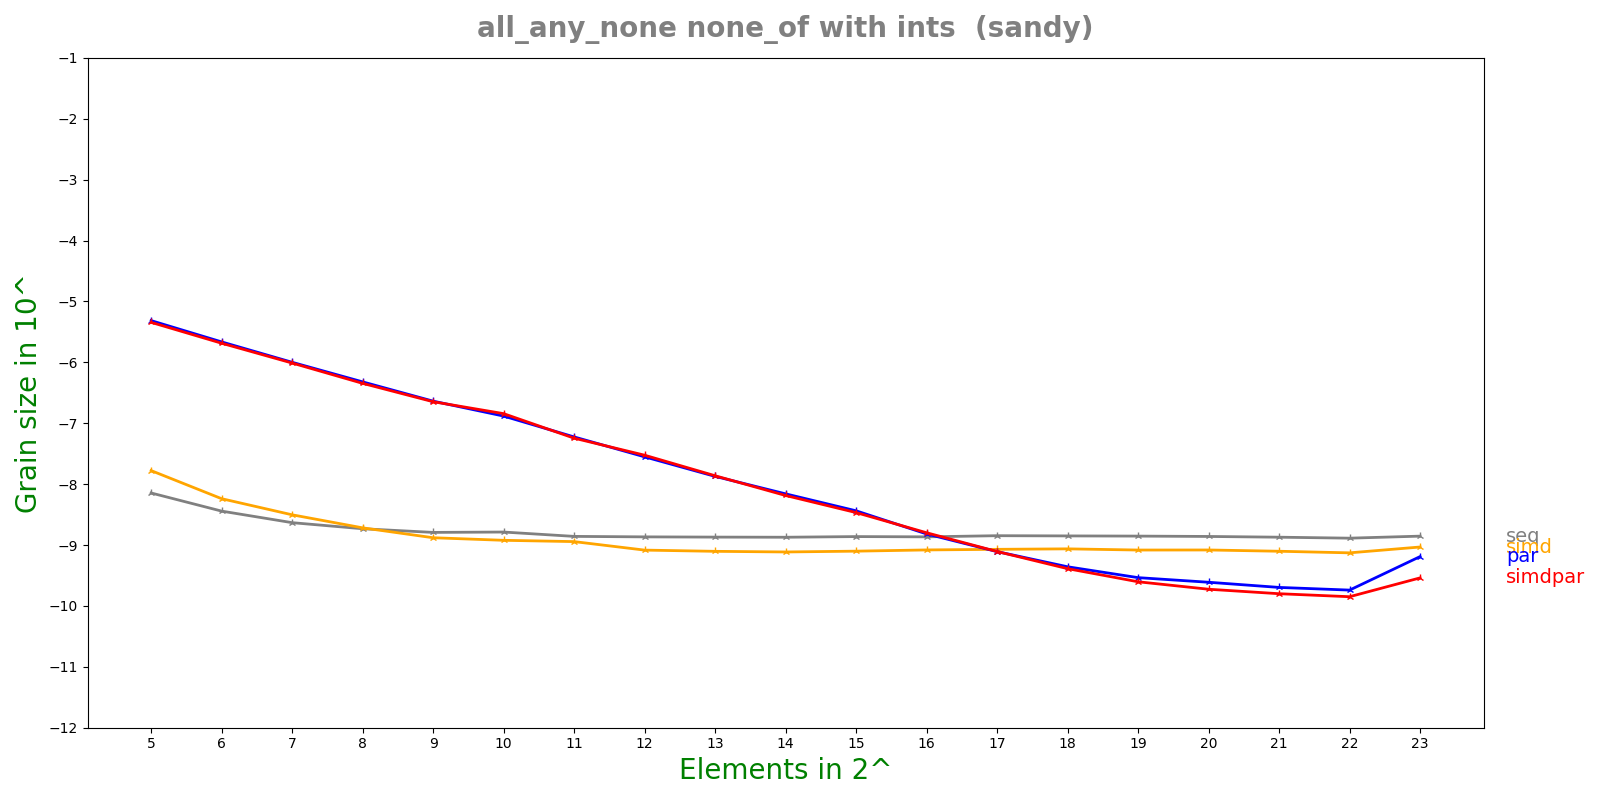 all_any_none none_of with ints  (sandy)
−1
−2
−3
−4
−5
−6
−7
−8
−9
−10
−11
−12
Grain size in 10^
5 6 7 8 9 10 11 12 13 14 15 16 17 18 19 20 21 22 23
Elements in 2^
seq
simd
par
simdpar